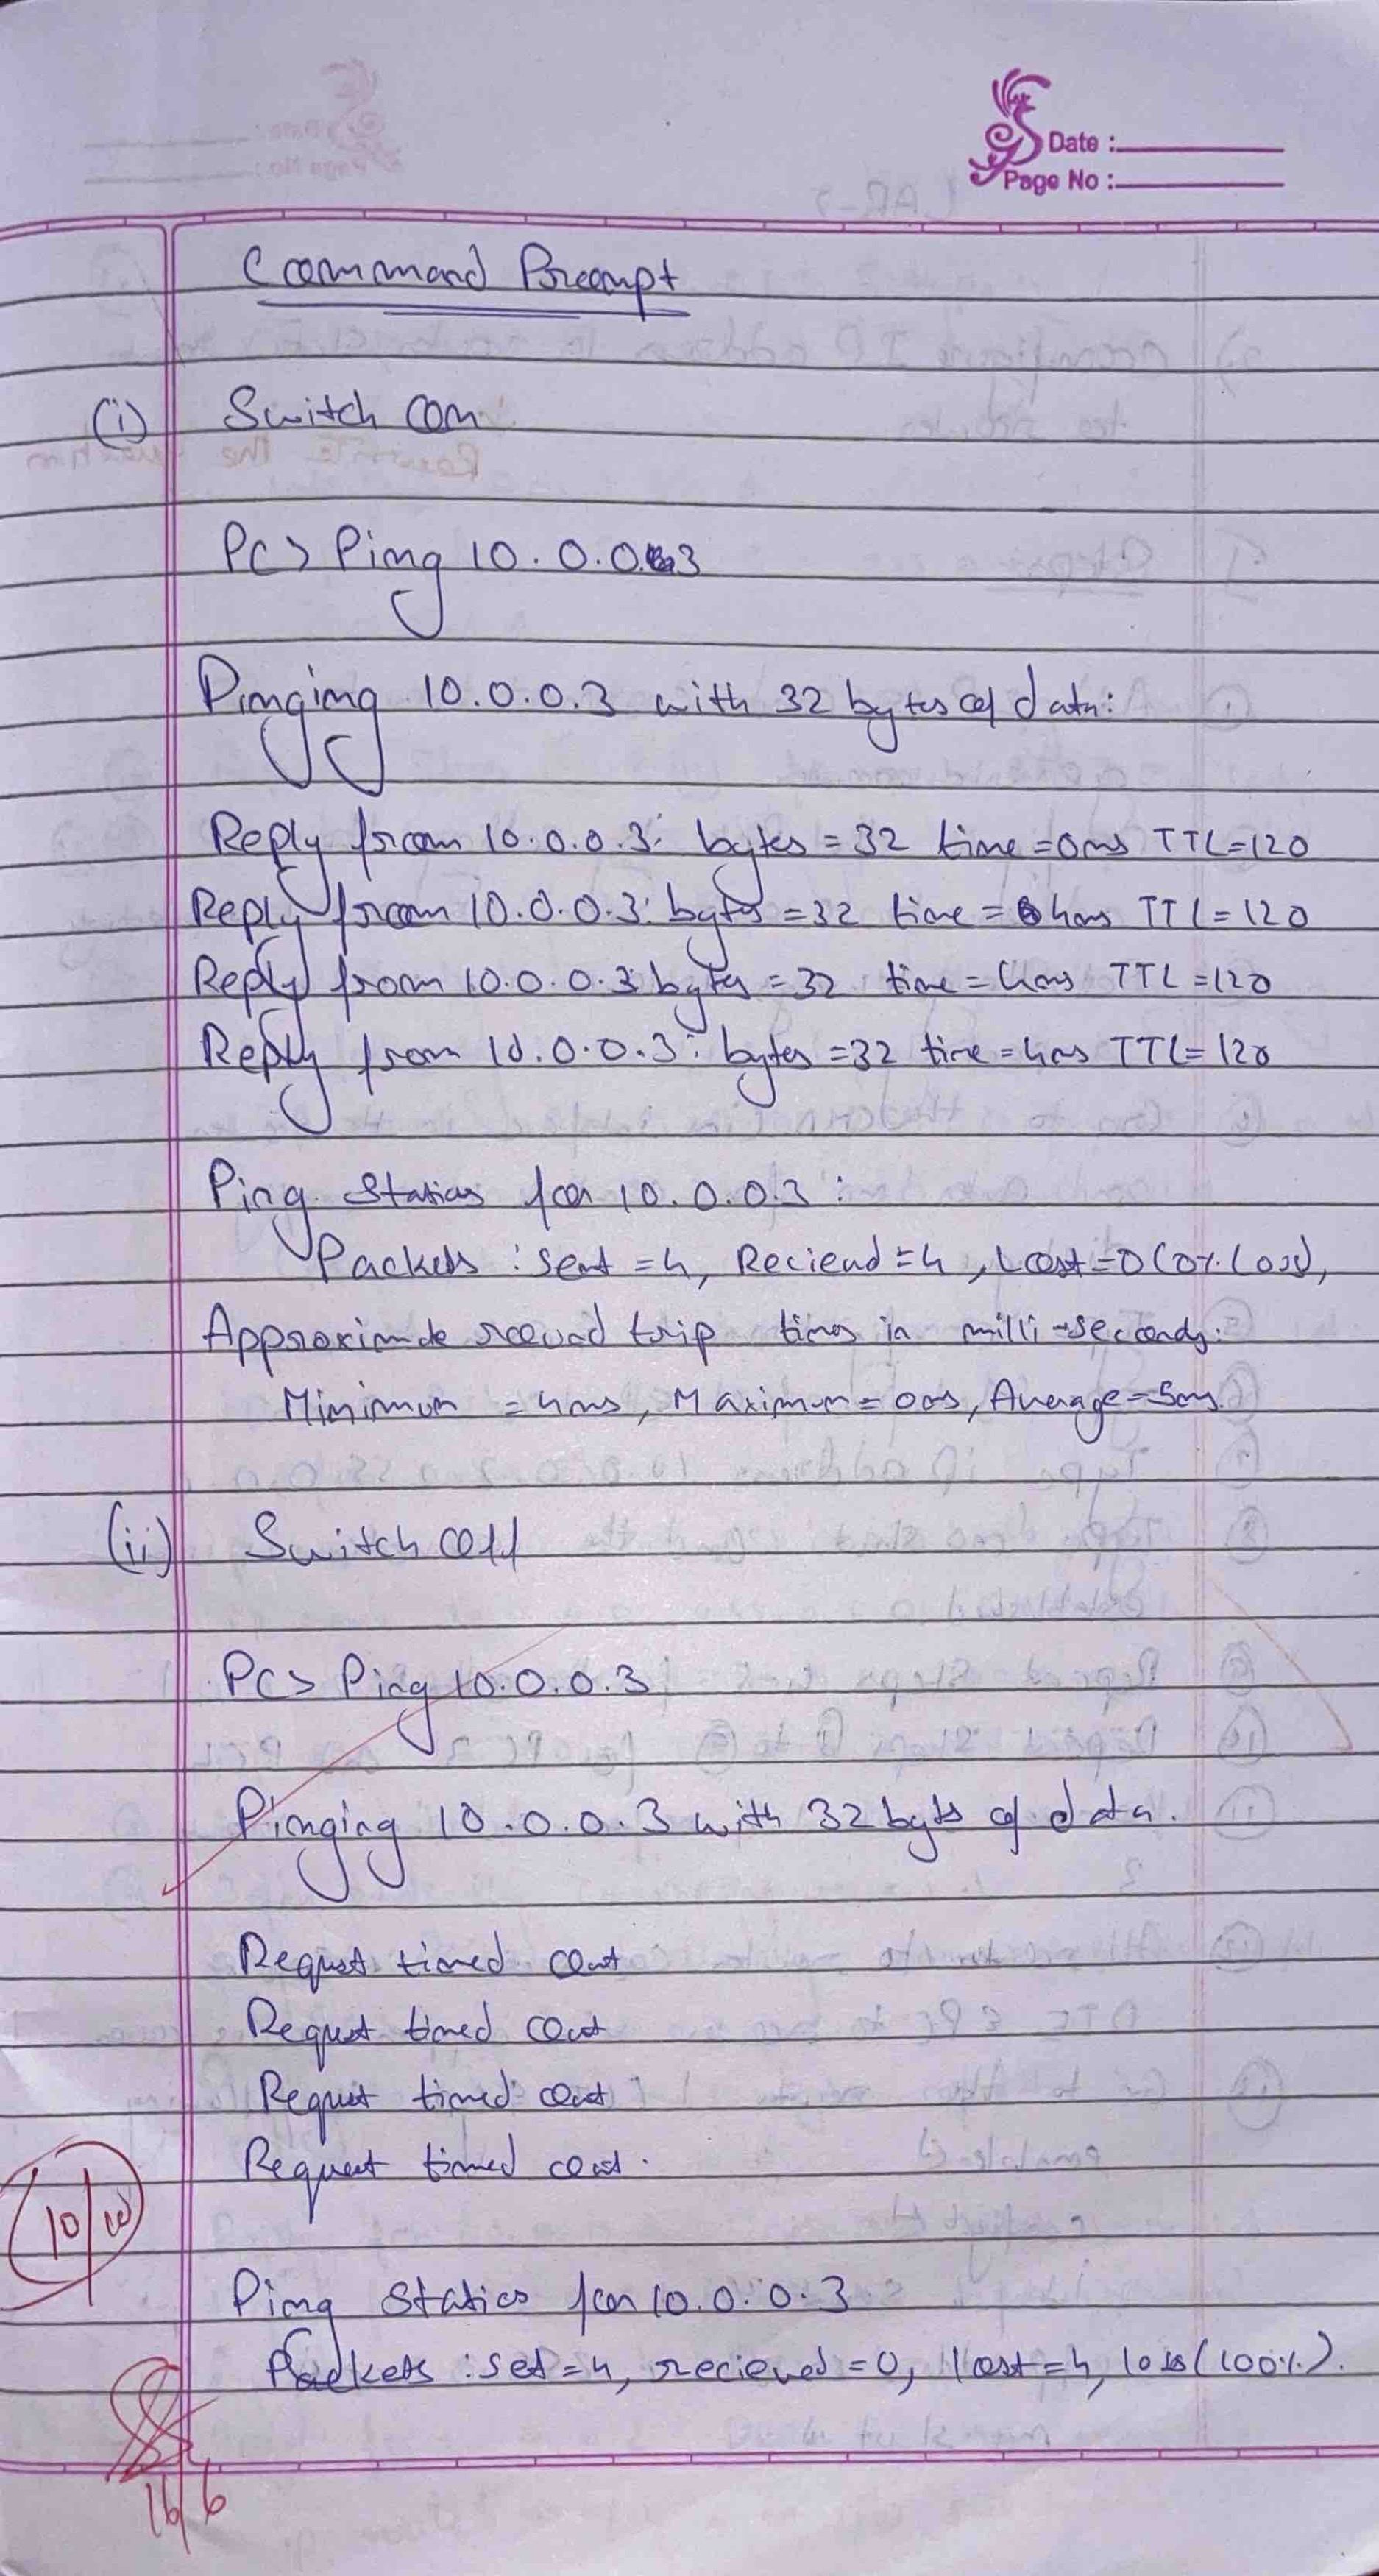 Date :
Page No :
Command Prompt
(i) Switch on
PC> Ping 10.0.0.3
Pinging 10.0.0.3 with 32 bytes of data:
Reply from 10.0.0.3: bytes = 32 time = 0ms TTL = 120
Reply from 10.0.0.3: bytes = 32 time = 4ms TTL = 120
Reply from 10.0.0.3: bytes = 32 time = 4ms TTL = 120
Reply from 10.0.0.3: bytes = 32 time = 4ms TTL = 120
Ping Statics for 10.0.0.3 :
Packets : sent = 4, Reciend = 4, Lost = 0 (0% Loss),
Approximate round trip times in milli-seconds:
Minimum = 4ms, Maximum = 0ms, Average = 5ms.
(ii) Switch off
PC> Ping 10.0.0.3
Pinging 10.0.0.3 with 32 byts of data.
Request timed out
Request timed out
Request timed out
Request timed out.
10/10
Ping Statics for 10.0.0.3
Packets : set = 4, recieved = 0, lost = 4, loss (100%).
16/6